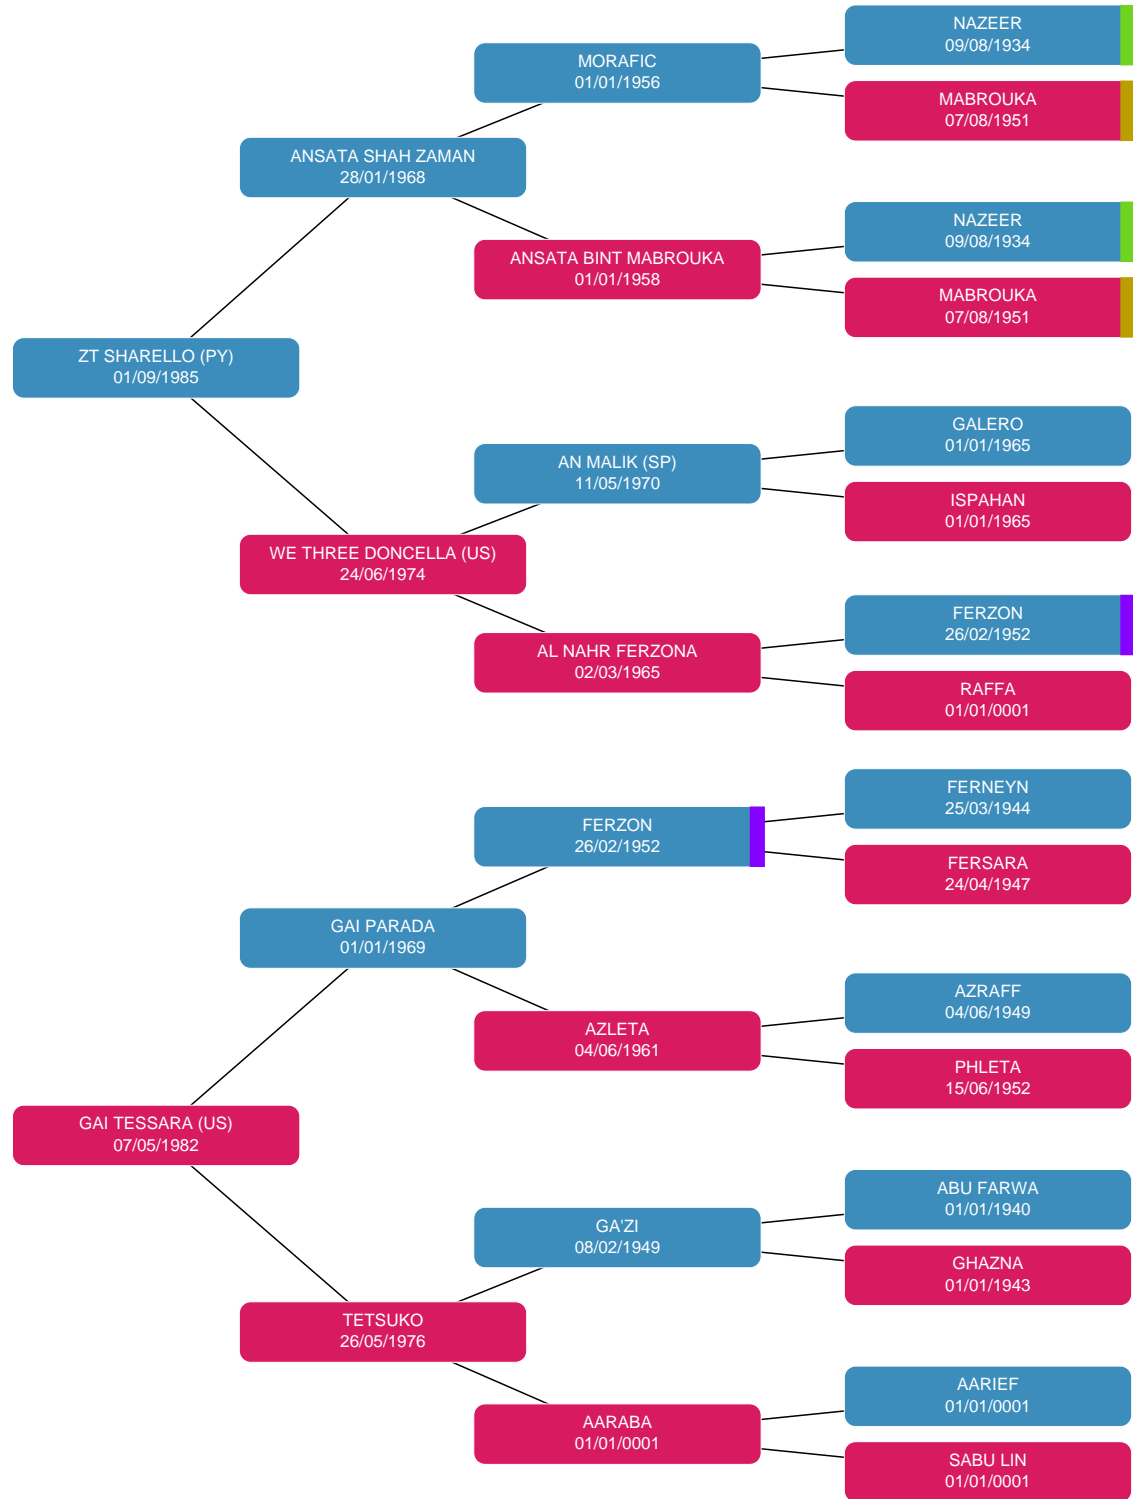 NAZEER
09/08/1934
MORAFIC
01/01/1956
MABROUKA
07/08/1951
ANSATA SHAH ZAMAN
28/01/1968
NAZEER
09/08/1934
ANSATA BINT MABROUKA
01/01/1958
MABROUKA
07/08/1951
ZT SHARELLO (PY)
01/09/1985
GALERO
01/01/1965
AN MALIK (SP)
11/05/1970
ISPAHAN
01/01/1965
WE THREE DONCELLA (US)
24/06/1974
FERZON
26/02/1952
AL NAHR FERZONA
02/03/1965
RAFFA
01/01/0001
FERNEYN
25/03/1944
FERZON
26/02/1952
FERSARA
24/04/1947
GAI PARADA
01/01/1969
AZRAFF
04/06/1949
AZLETA
04/06/1961
PHLETA
15/06/1952
GAI TESSARA (US)
07/05/1982
ABU FARWA
01/01/1940
GA'ZI
08/02/1949
GHAZNA
01/01/1943
TETSUKO
26/05/1976
AARIEF
01/01/0001
AARABA
01/01/0001
SABU LIN
01/01/0001